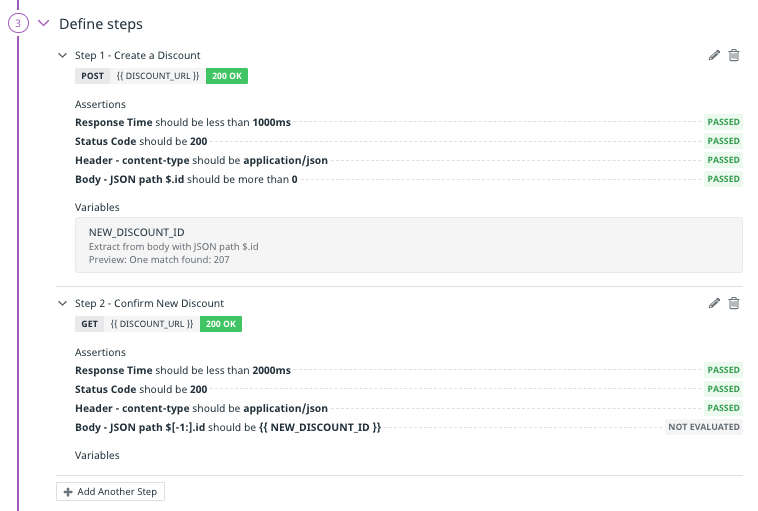 3 Define steps
Step 1 - Create a Discount
POST {{ DISCOUNT_URL }} 200 OK
Assertions
Response Time should be less than 1000ms PASSED
Status Code should be 200 PASSED
Header - content-type should be application/json PASSED
Body - JSON path $.id should be more than 0 PASSED
Variables
NEW_DISCOUNT_ID
Extract from body with JSON path $.id
Preview: One match found: 207
Step 2 - Confirm New Discount
GET {{ DISCOUNT_URL }} 200 OK
Assertions
Response Time should be less than 2000ms PASSED
Status Code should be 200 PASSED
Header - content-type should be application/json PASSED
Body - JSON path $[-1:].id should be {{ NEW_DISCOUNT_ID }} NOT EVALUATED
Variables
Add Another Step